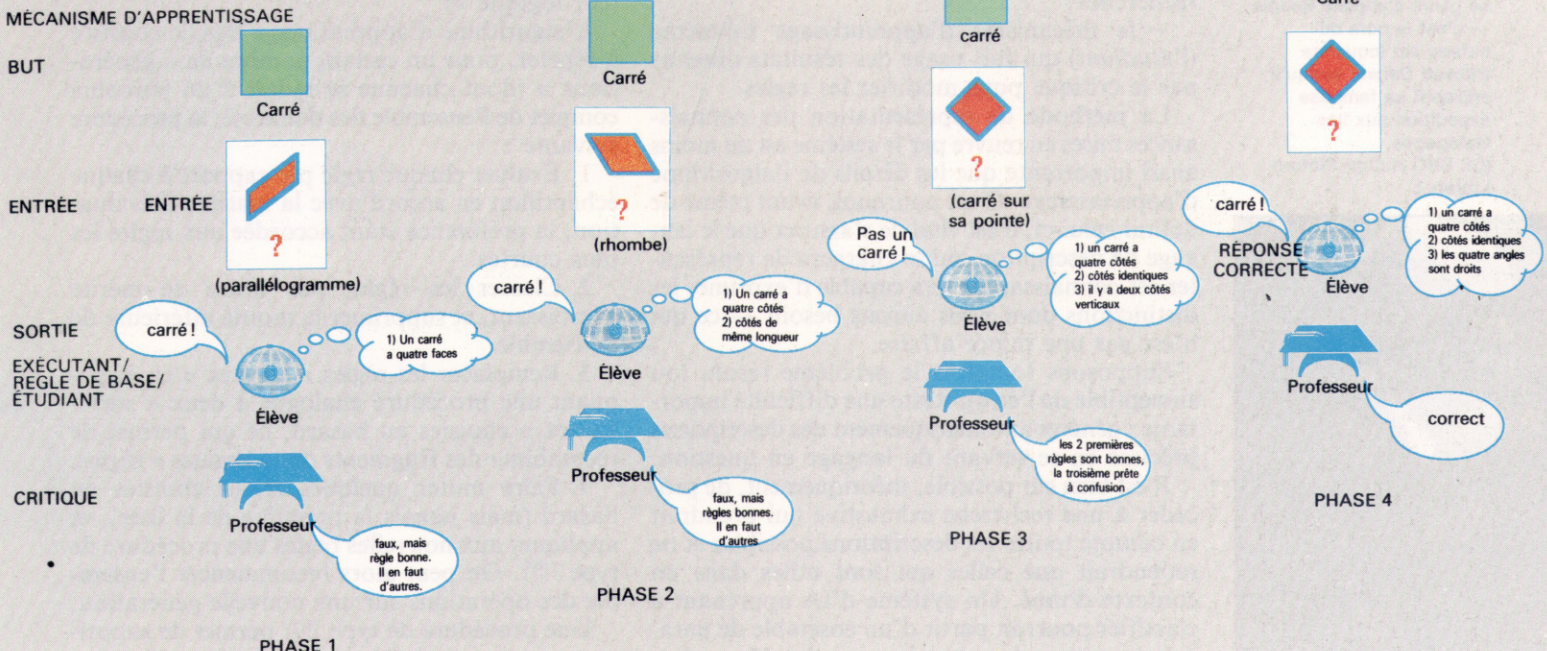 MÉCANISME D'APPRENTISSAGE
BUT
ENTRÉE
SORTIE
EXÉCUTANT/
REGLE DE BASE/
ÉTUDIANT
CRITIQUE
Carré
ENTRÉE
?
(parallélogramme)
carré !
1) Un carré
a quatre faces
Élève
Professeur
faux, mais
règle bonne.
Il en faut
d'autres.
PHASE 1
Carré
?
(rhombe)
carré !
1) Un carré a
quatre côtés
2) côtés de
même longueur
Élève
Professeur
faux, mais
règles bonnes.
Il en faut
d'autres
PHASE 2
carré
?
(carré sur
sa pointe)
Pas un
carré !
1) un carré a
quatre côtés
2) côtés identiques
3) il y a deux côtés
verticaux
Élève
Professeur
les 2 premières
règles sont bonnes,
la troisième prête
à confusion
PHASE 3
Carré
?
carré !
RÉPONSE
CORRECTE
1) un carré a
quatre côtés
2) côtés identiques
3) les quatre angles
sont droits
Élève
Professeur
correct
PHASE 4